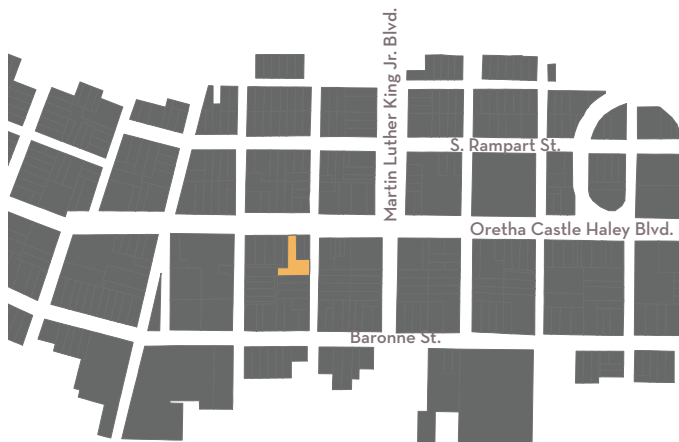 Martin Luther King Jr. Blvd.
S. Rampart St.
Oretha Castle Haley Blvd.
Baronne St.